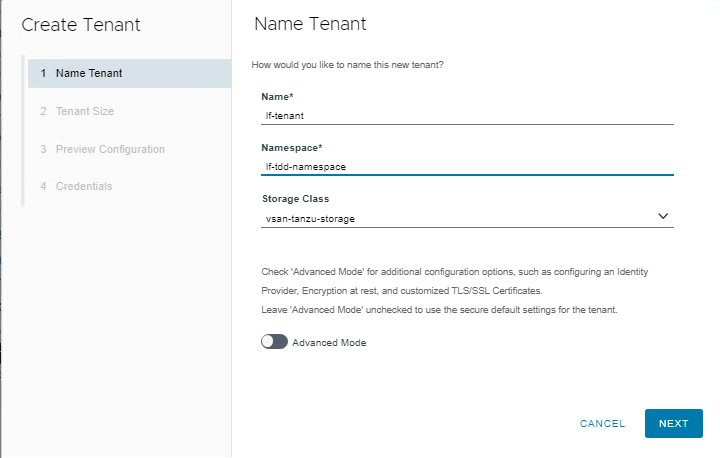 Create Tenant
1 Name Tenant
2 Tenant Size
3 Preview Configuration
4 Credentials
Name Tenant
How would you like to name this new tenant?
Name*
lf-tenant
Namespace*
lf-tdd-namespace
Storage Class
vsan-tanzu-storage
Check 'Advanced Mode' for additional configuration options, such as configuring an Identity
Provider, Encryption at rest, and customized TLS/SSL Certificates.
Leave 'Advanced Mode' unchecked to use the secure default settings for the tenant.
Advanced Mode
CANCEL NEXT